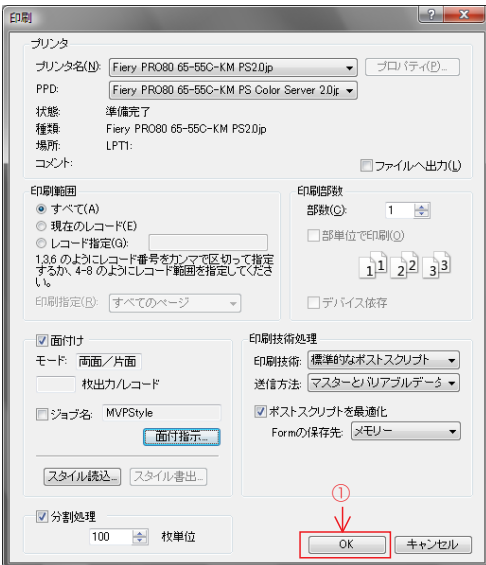 印刷
プリンタ
プリンタ名(N): Fiery PRO80 65-55C-KM PS2.0jp プロパティ(P)...
PPD: Fiery PRO80 65-55C-KM PS Color Server 2.0jp
状態: 準備完了
種類: Fiery PRO80 65-55C-KM PS2.0jp
場所: LPT1:
コメント: ファイルへ出力(L)
印刷範囲
すべて(A)
現在のレコード(E)
レコード指定(G):
1,3,6 のようにレコード番号をカンマで区切って指定
するか、4-8 のようにレコード範囲を指定してくださ
い。
印刷指定(R): すべてのページ
印刷部数
部数(C): 1
部単位で印刷(O)
1 1 2 2 3 3
デバイス依存
面付け
モード: 両面/片面
枚出力/レコード
ジョブ名: MVPStyle
面付指示...
スタイル読込... スタイル書出...
印刷技術処理
印刷技術: 標準的なポストスクリプト
送信方法: マスターとバリアブルデータ
ポストスクリプトを最適化
Formの保存先: メモリー
分割処理
100 枚単位
①
OK キャンセル